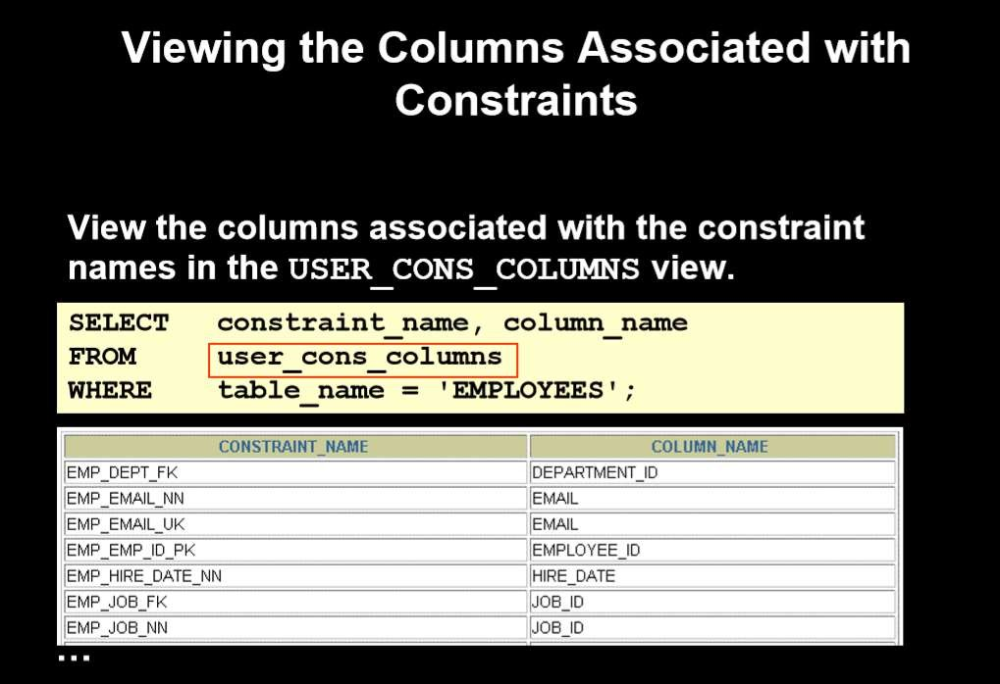 Viewing the Columns Associated with
Constraints
View the columns associated with the constraint
names in the USER_CONS_COLUMNS view.
SELECT constraint_name, column_name
FROM user_cons_columns
WHERE table_name = 'EMPLOYEES';
CONSTRAINT_NAME COLUMN_NAME
EMP_DEPT_FK DEPARTMENT_ID
EMP_EMAIL_NN EMAIL
EMP_EMAIL_UK EMAIL
EMP_EMP_ID_PK EMPLOYEE_ID
EMP_HIRE_DATE_NN HIRE_DATE
EMP_JOB_FK JOB_ID
EMP_JOB_NN JOB_ID
...